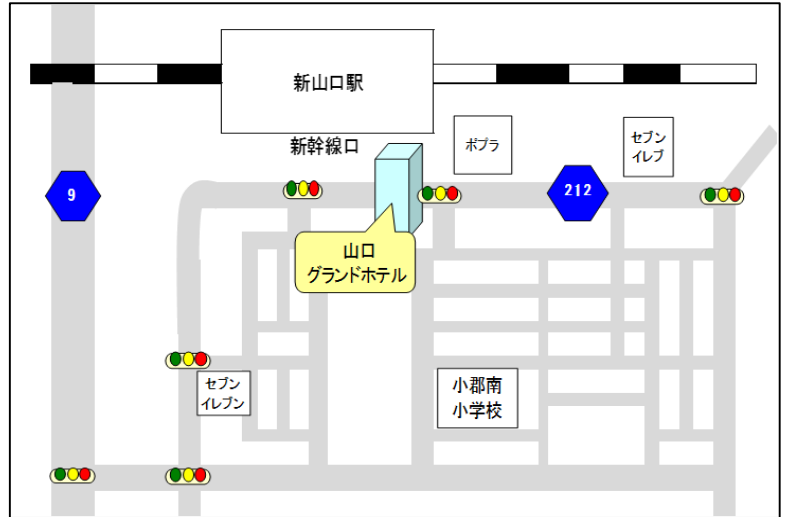 新山口駅
新幹線口
ポプラ
セブン
イレブ
9
212
山口
グランドホテル
セブン
イレブン
小郡南
小学校